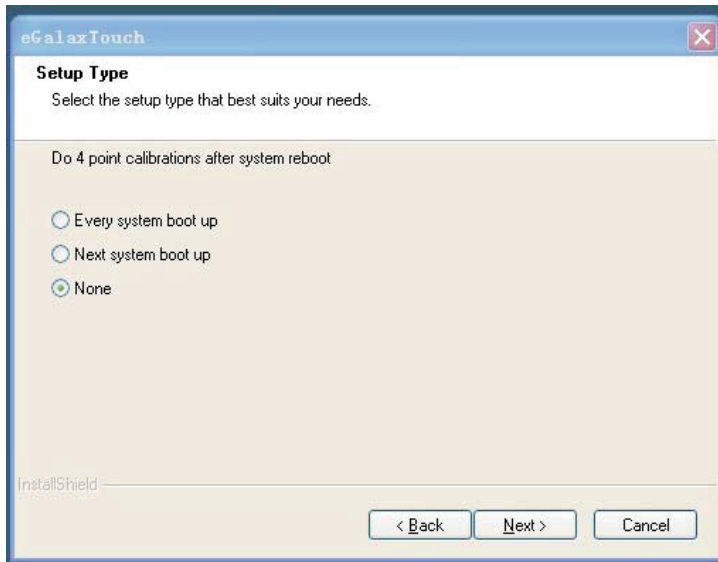 eGalaxTouch
Setup Type
Select the setup type that best suits your needs.
Do 4 point calibrations after system reboot
Every system boot up
Next system boot up
None
InstallShield
< Back Next > Cancel